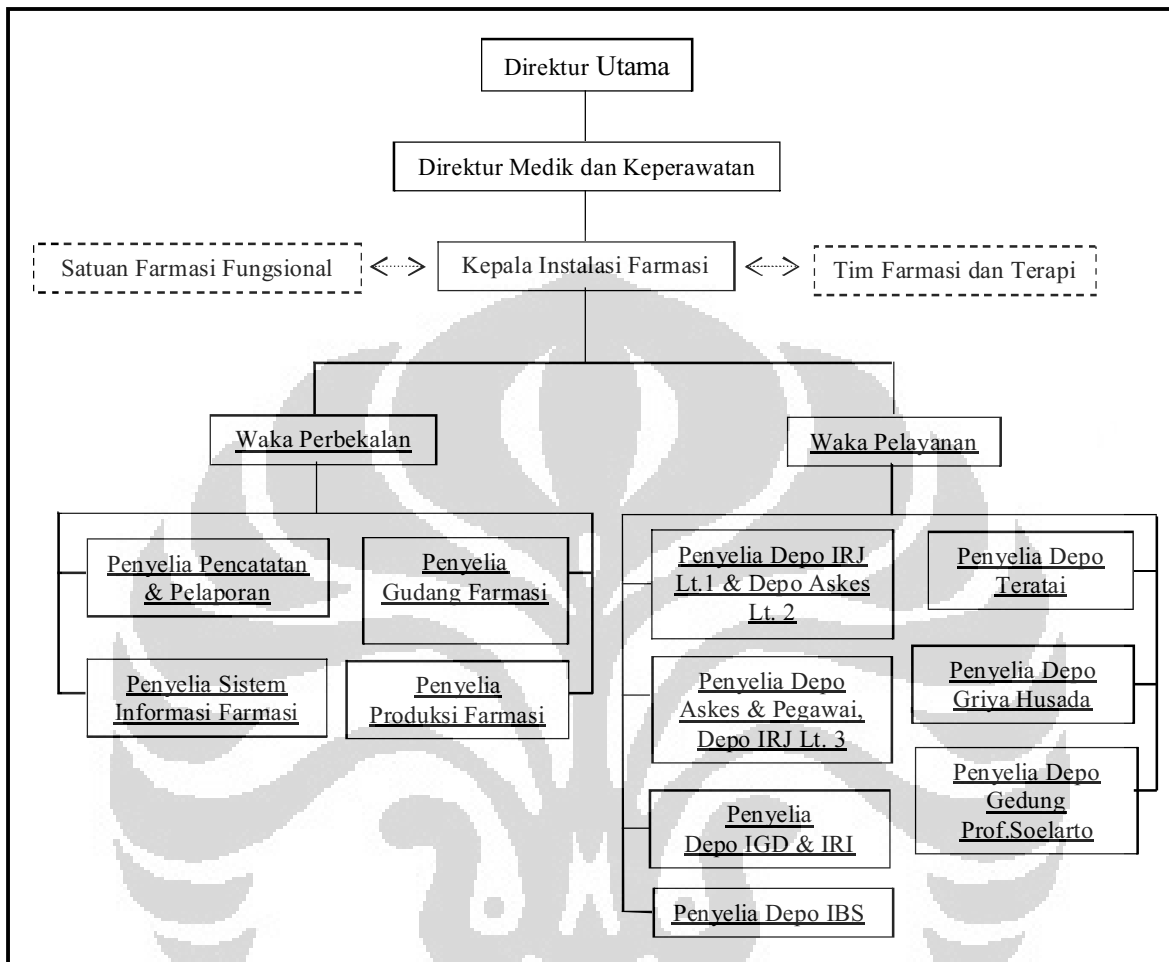 Direktur Utama
Direktur Medik dan Keperawatan
Satuan Farmasi Fungsional
Kepala Instalasi Farmasi
Tim Farmasi dan Terapi
Waka Perbekalan
Waka Pelayanan
Penyelia Pencatatan
& Pelaporan
Penyelia
Gudang Farmasi
Penyelia Sistem
Informasi Farmasi
Penyelia
Produksi Farmasi
Penyelia Depo IRJ
Lt.1 & Depo Askes
Lt. 2
Penyelia Depo
Teratai
Penyelia Depo
Askes & Pegawai,
Depo IRJ Lt. 3
Penyelia Depo
Griya Husada
Penyelia
Depo IGD & IRI
Penyelia Depo
Gedung
Prof.Soelarto
Penyelia Depo IBS